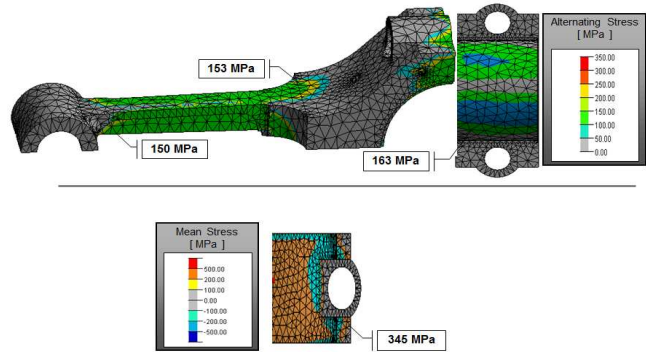 Alternating Stress
[ MPa ]
350.00
300.00
250.00
200.00
150.00
100.00
50.00
0.00
153 MPa
150 MPa
163 MPa
Mean Stress
[ MPa ]
500.00
200.00
100.00
0.00
-100.00
-200.00
-500.00
345 MPa